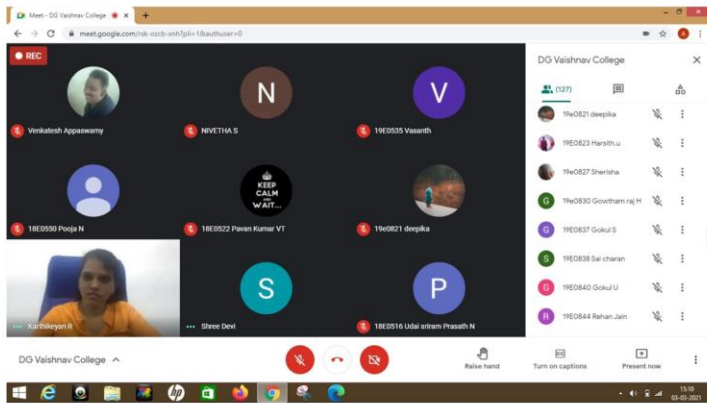 Meet - DG Vaishnav College
meet.google.com/rsk-ozcb-vnh?pli=1&authuser=0
A
REC
N
V
Venkatesh Appaswamy
NIVETHA S
19E0535 Vasanth
KEEP
CALM
AND
WAIT...
18E0550 Pooja N
18E0522 Pavan Kumar VT
19e0821 deepika
S
P
Karthikeyan R
Shree Devi
18E0516 Udai sriram Prasath N
DG Vaishnav College
(127)
19e0821 deepika
19E0823 Harsith.u
19e0827 Sherisha
G
19e0830 Gowtham raj H
G
19E0837 Gokul S
S
19E0838 Sai charan
G
19E0840 Gokul U
R
19E0844 Rehan Jain
DG Vaishnav College
Raise hand
Turn on captions
Present now
hp
15:10
03-03-2021